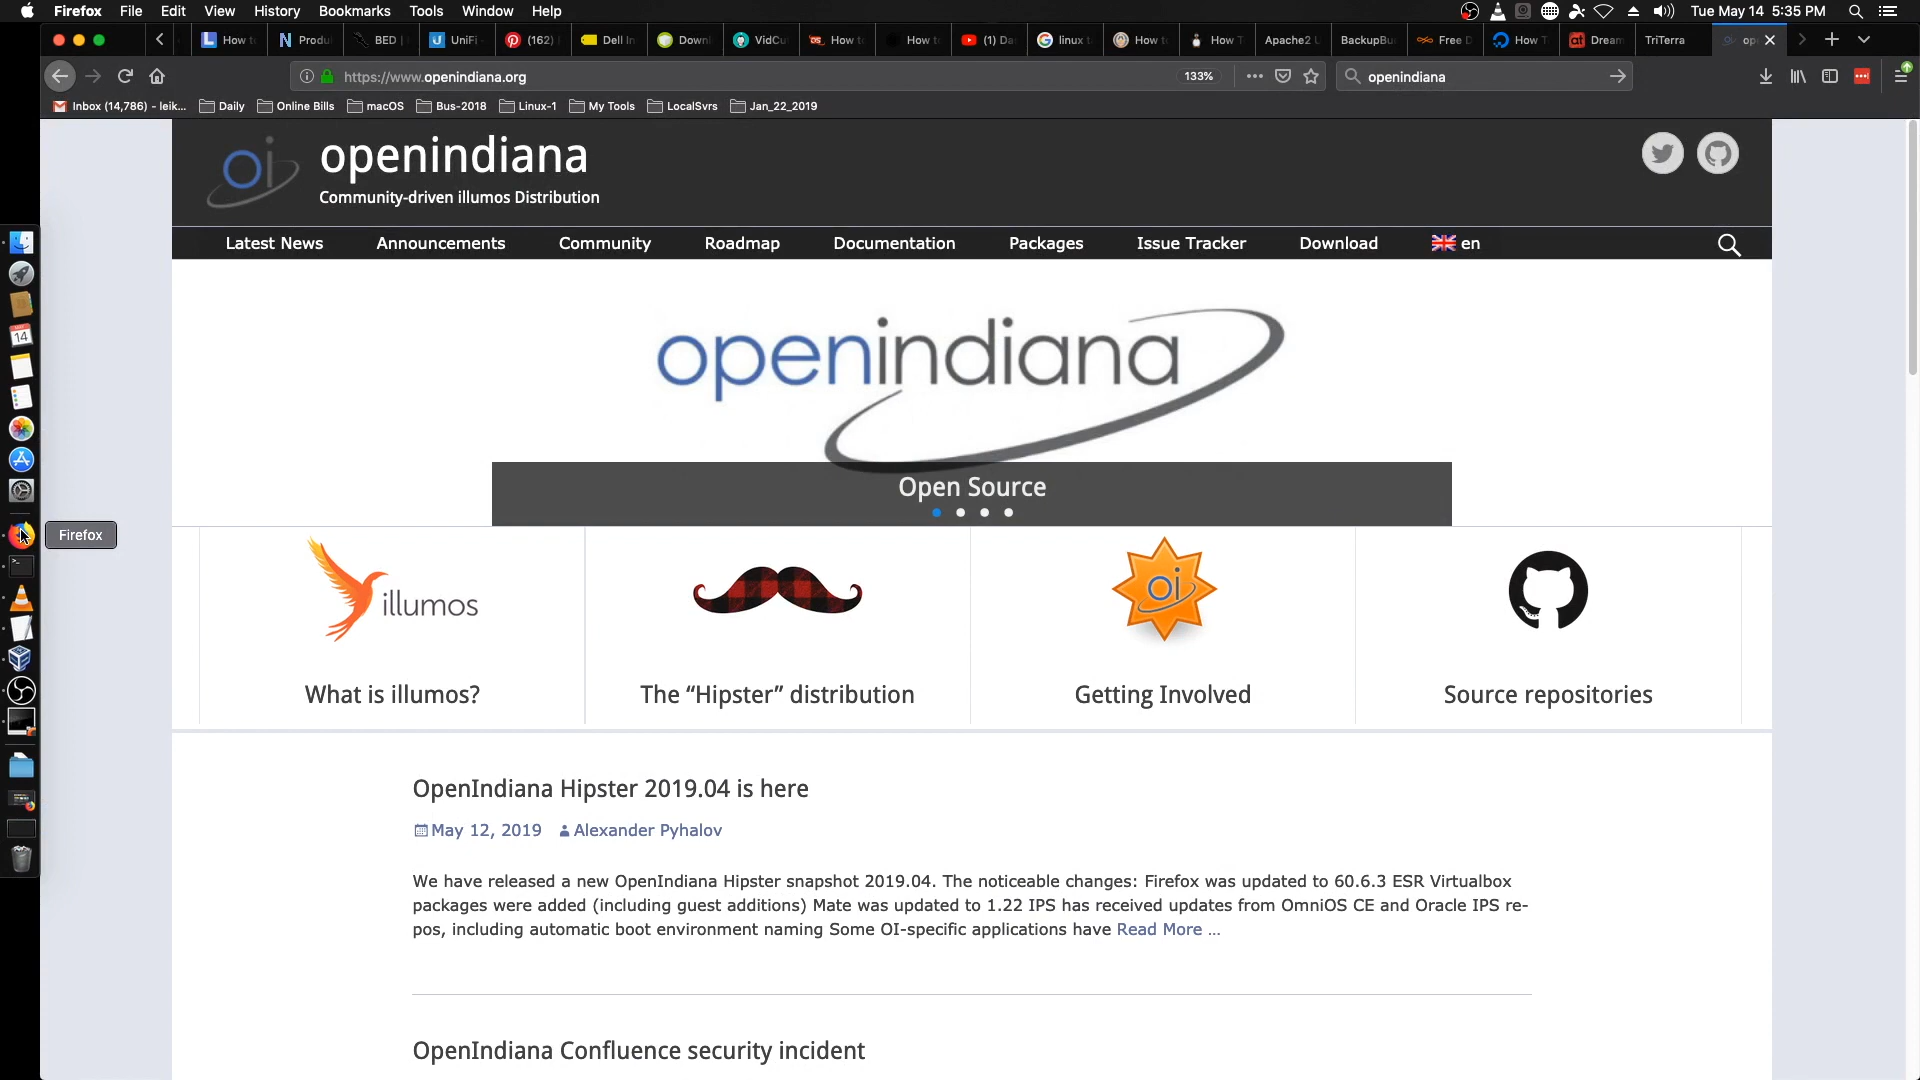 Firefox File Edit View History Bookmarks Tools Window Help
Tue May 14 5:35 PM
How t
Produ
BED |
UniFi
(162)
Dell In
Down
VidCu
How t
How t
(1) Da
linux t
How t
How T
Apache2 U
BackupBu
Free D
How T
Dream
TriTerra
op
https://www.openindiana.org
133%
openindiana
Inbox (14,786) - leik...
Daily
Online Bills
macOS
Bus-2018
Linux-1
My Tools
LocalSvrs
Jan_22_2019
oi
openindiana
Community-driven illumos Distribution
Latest News Announcements Community Roadmap Documentation Packages Issue Tracker Download en
openindiana
Open Source
14
Firefox
illumos
oi
What is illumos?
The “Hipster” distribution
Getting Involved
Source repositories
OpenIndiana Hipster 2019.04 is here
May 12, 2019 Alexander Pyhalov
We have released a new OpenIndiana Hipster snapshot 2019.04. The noticeable changes: Firefox was updated to 60.6.3 ESR Virtualbox
packages were added (including guest additions) Mate was updated to 1.22 IPS has received updates from OmniOS CE and Oracle IPS re-
pos, including automatic boot environment naming Some OI-specific applications have Read More ...
OpenIndiana Confluence security incident